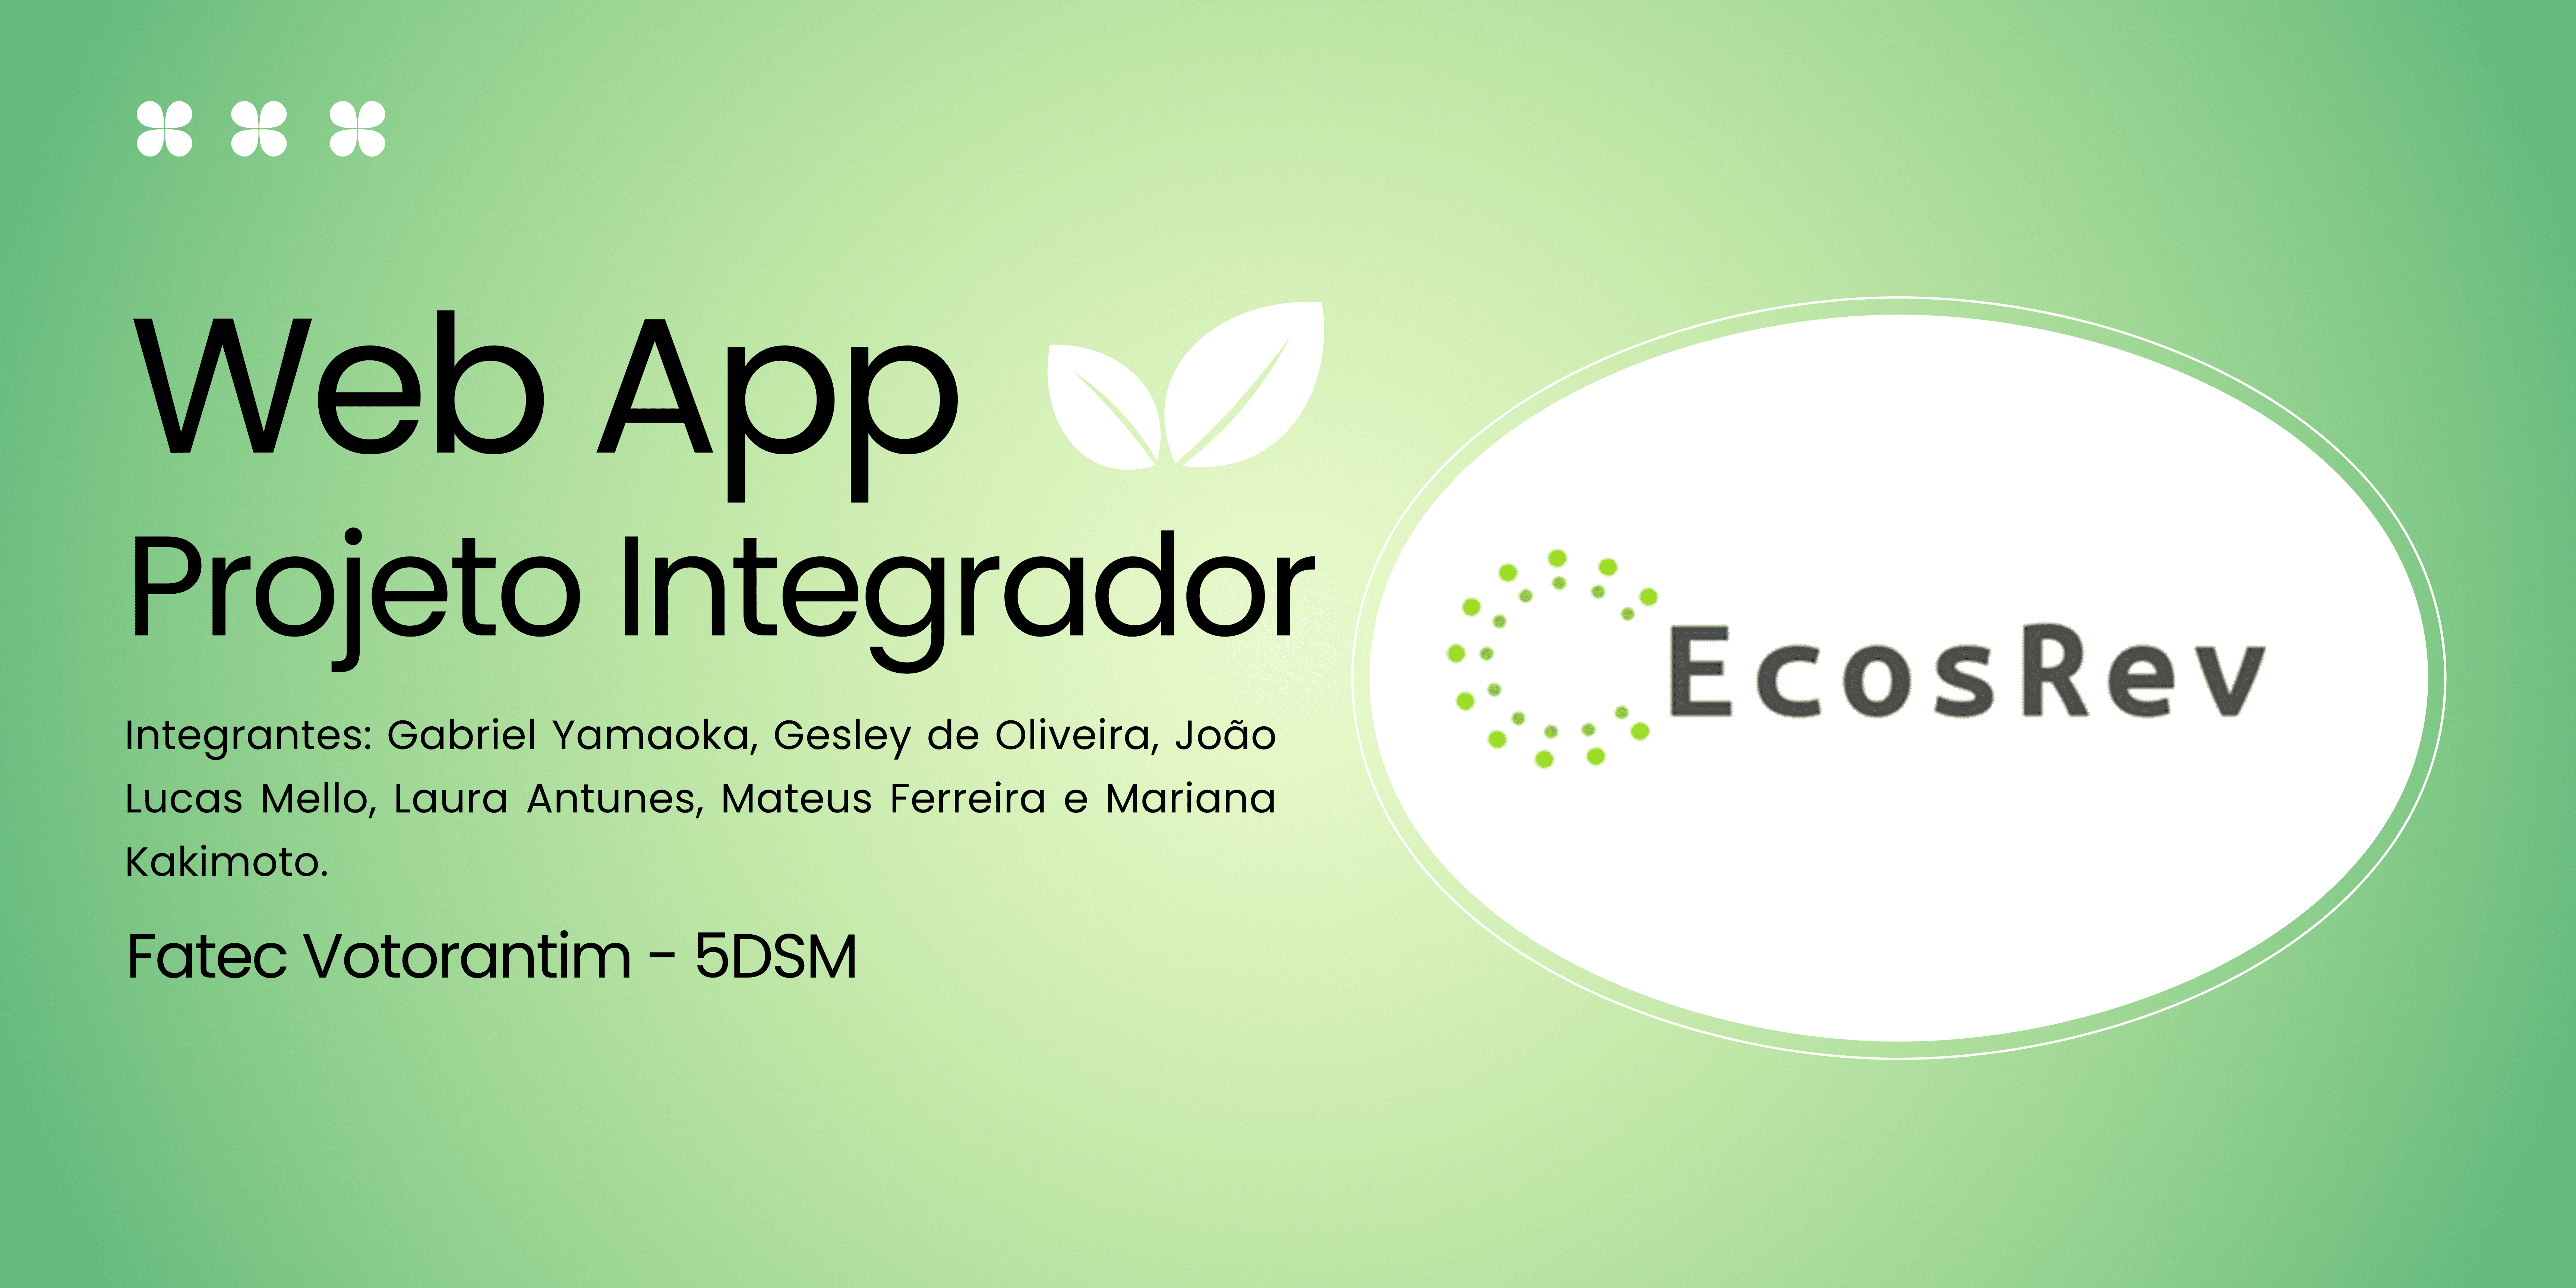 Web App
Projeto Integrador
Integrantes: Gabriel Yamaoka, Gesley de Oliveira, João
Lucas Mello, Laura Antunes, Mateus Ferreira e Mariana
Kakimoto.
Fatec Votorantim - 5DSM
EcosRev